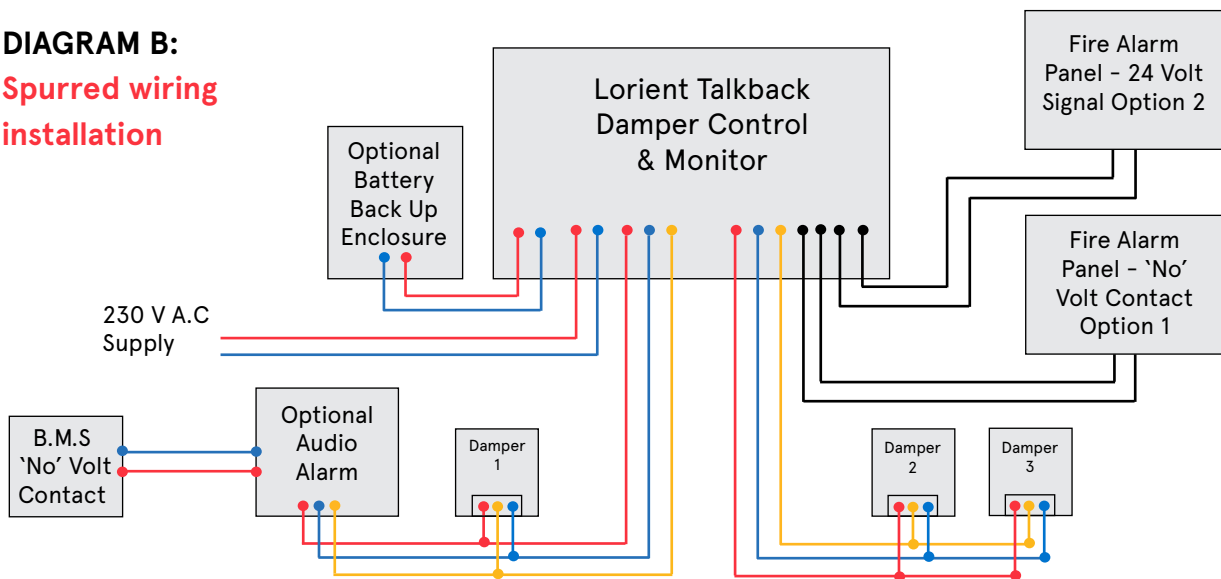 DIAGRAM B:
Spurred wiring
installation
Optional
Battery
Back Up
Enclosure
Lorient Talkback
Damper Control
& Monitor
Fire Alarm
Panel - 24 Volt
Signal Option 2
Fire Alarm
Panel - ‘No’
Volt Contact
Option 1
230 V A.C
Supply
B.M.S
‘No’ Volt
Contact
Optional
Audio
Alarm
Damper
1
Damper
2
Damper
3